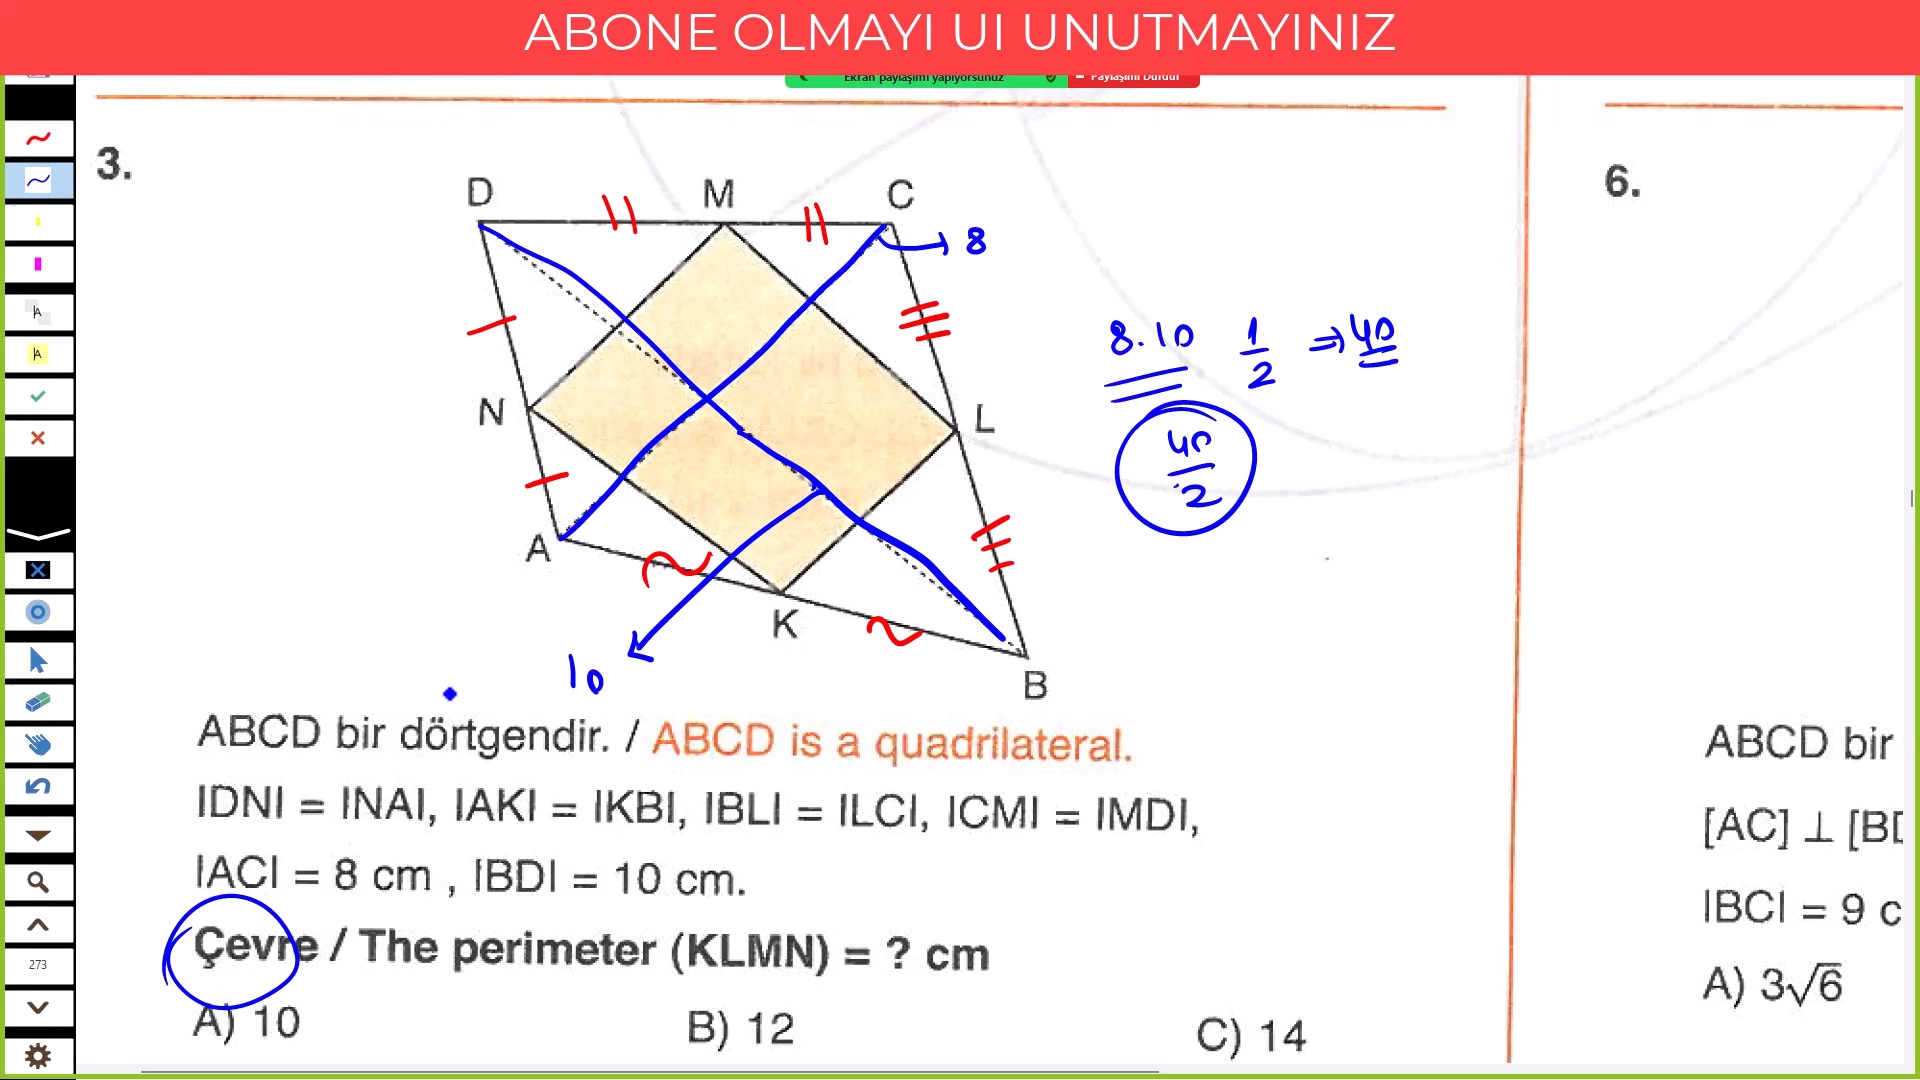 ABONE OLMAYI UI UNUTMAYINIZ
Ekran paylaşımı yapıyorsunuz
Paylaşımı Durdur
3.
D
M
C
8
N
L
A
K
B
10
8.10 1/2 ⇒ 40
40/2
ABCD bir dörtgendir. / ABCD is a quadrilateral.
IDNI = INAI, IAKI = IKBI, IBLI = ILCI, ICMI = IMDI,
IACI = 8 cm , IBDI = 10 cm.
Çevre / The perimeter (KLMN) = ? cm
A) 10
B) 12
C) 14
6.
ABCD bir
[AC] ⊥ [BD
IBCI = 9 c
A) 3√6
A
A
273